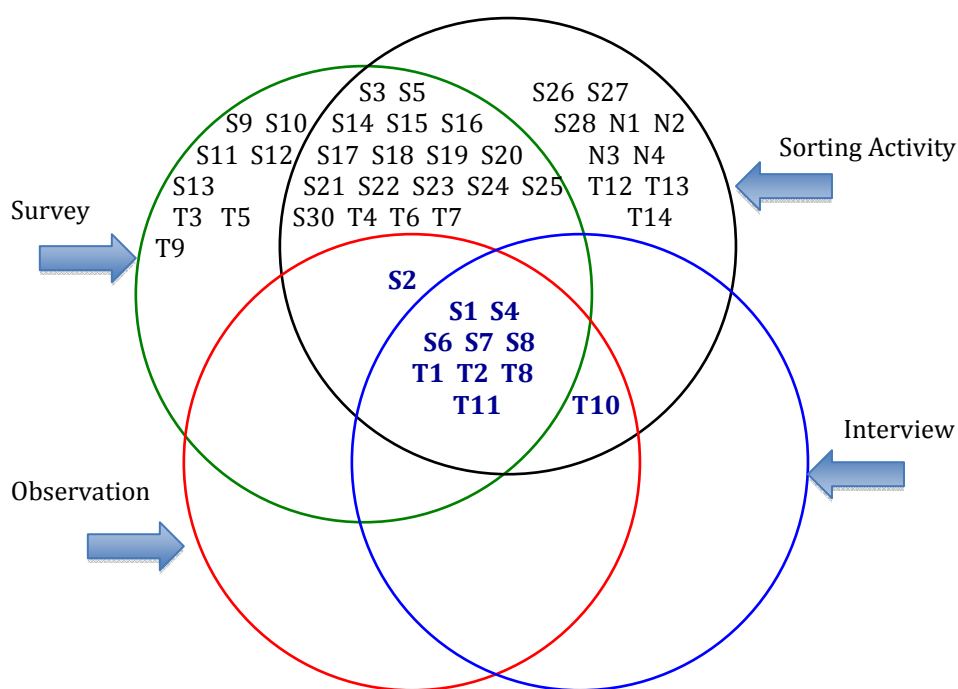 S3 S5
S26 S27
S9 S10
S14 S15 S16
S28 N1 N2
S11 S12
S17 S18 S19 S20
N3 N4
Sorting Activity
S13
S21 S22 S23 S24 S25
T12 T13
Survey
T3 T5
S30 T4 T6 T7
T14
T9
S2
S1 S4
S6 S7 S8
T1 T2 T8
T11
T10
Interview
Observation